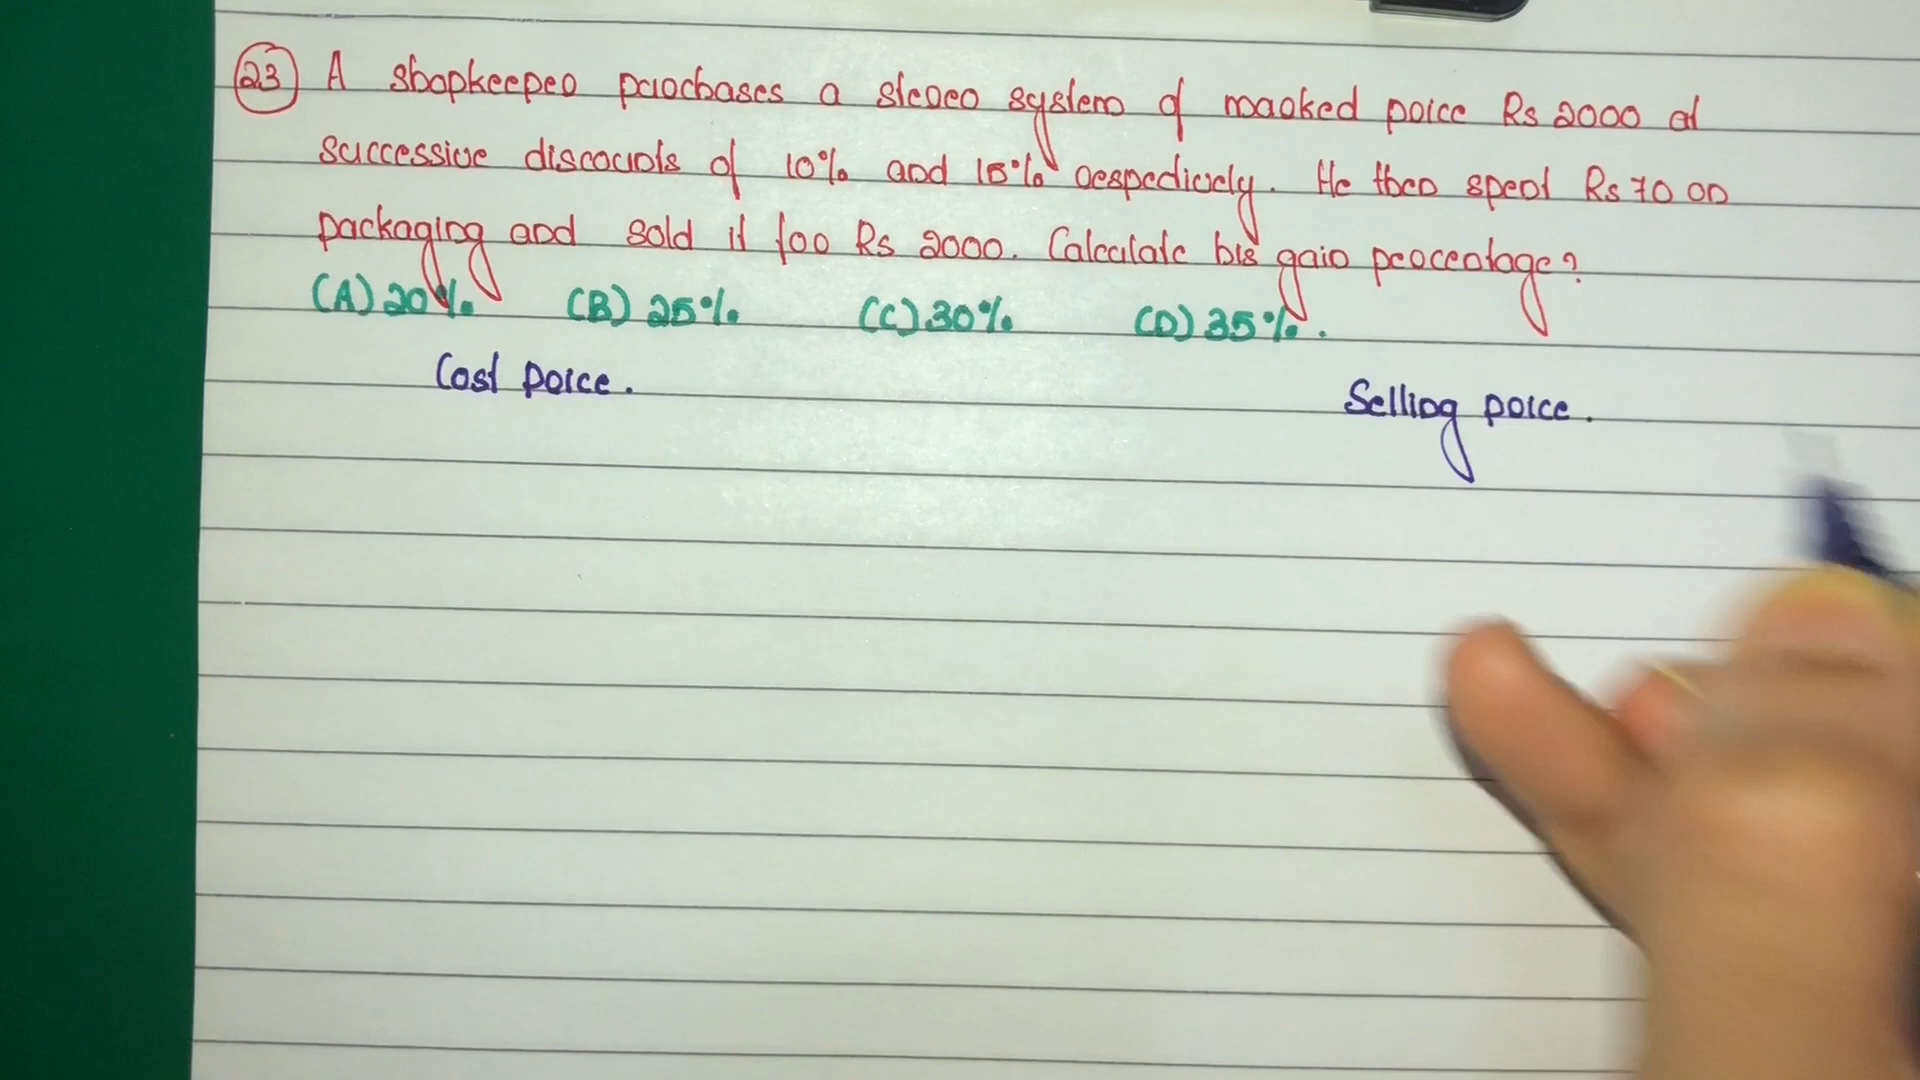 23 A shopkeeper purchases a stereo system of marked price Rs 2000 at
successive discounts of 10% and 15% respectively. He then spent Rs 70 on
packaging and sold it for Rs 2000. Calculate his gain percentage?
(A) 20% (B) 25% (C) 30% (D) 35%.
Cost price. Selling price.